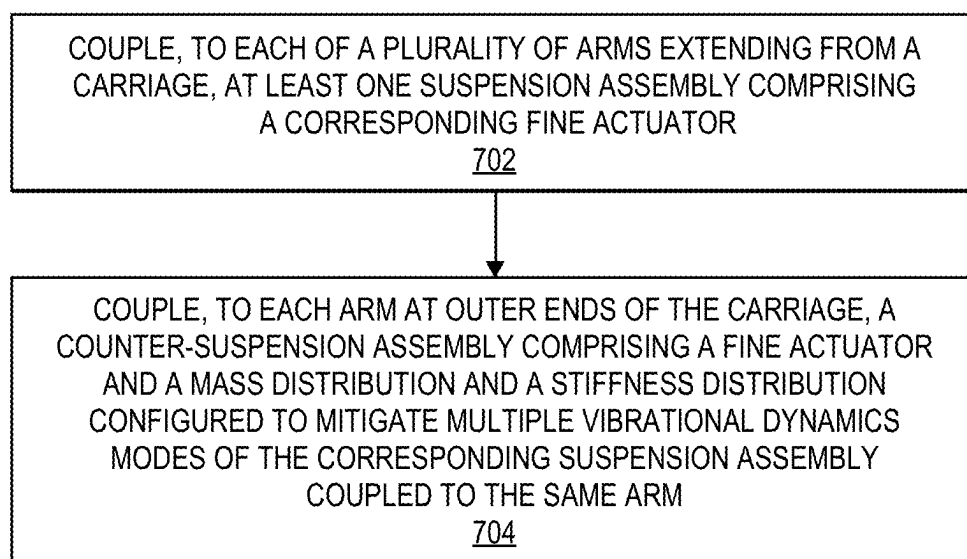 COUPLE, TO EACH OF A PLURALITY OF ARMS EXTENDING FROM A
CARRIAGE, AT LEAST ONE SUSPENSION ASSEMBLY COMPRISING
A CORRESPONDING FINE ACTUATOR
702
COUPLE, TO EACH ARM AT OUTER ENDS OF THE CARRIAGE, A
COUNTER-SUSPENSION ASSEMBLY COMPRISING A FINE ACTUATOR
AND A MASS DISTRIBUTION AND A STIFFNESS DISTRIBUTION
CONFIGURED TO MITIGATE MULTIPLE VIBRATIONAL DYNAMICS
MODES OF THE CORRESPONDING SUSPENSION ASSEMBLY
COUPLED TO THE SAME ARM
704